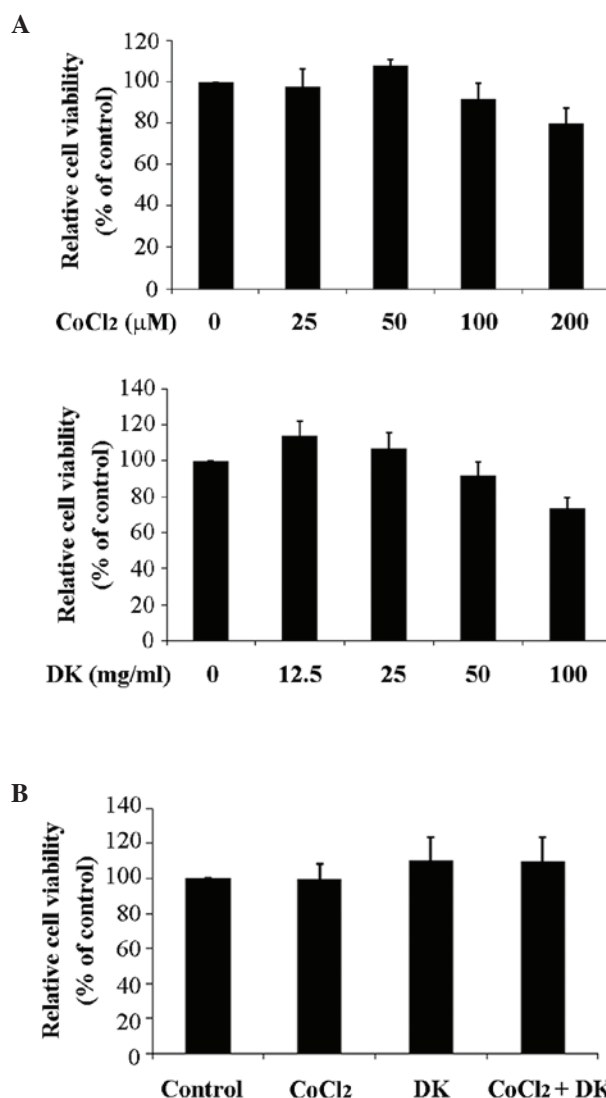 A
Relative cell viability
(% of control)
120
100
80
60
40
20
0
CoCl2 (μM) 0 25 50 100 200
Relative cell viability
(% of control)
140
120
100
80
60
40
20
0
DK (mg/ml) 0 12.5 25 50 100
B
Relative cell viability
(% of control)
140
120
100
80
60
40
20
0
Control CoCl2 DK CoCl2 + DK